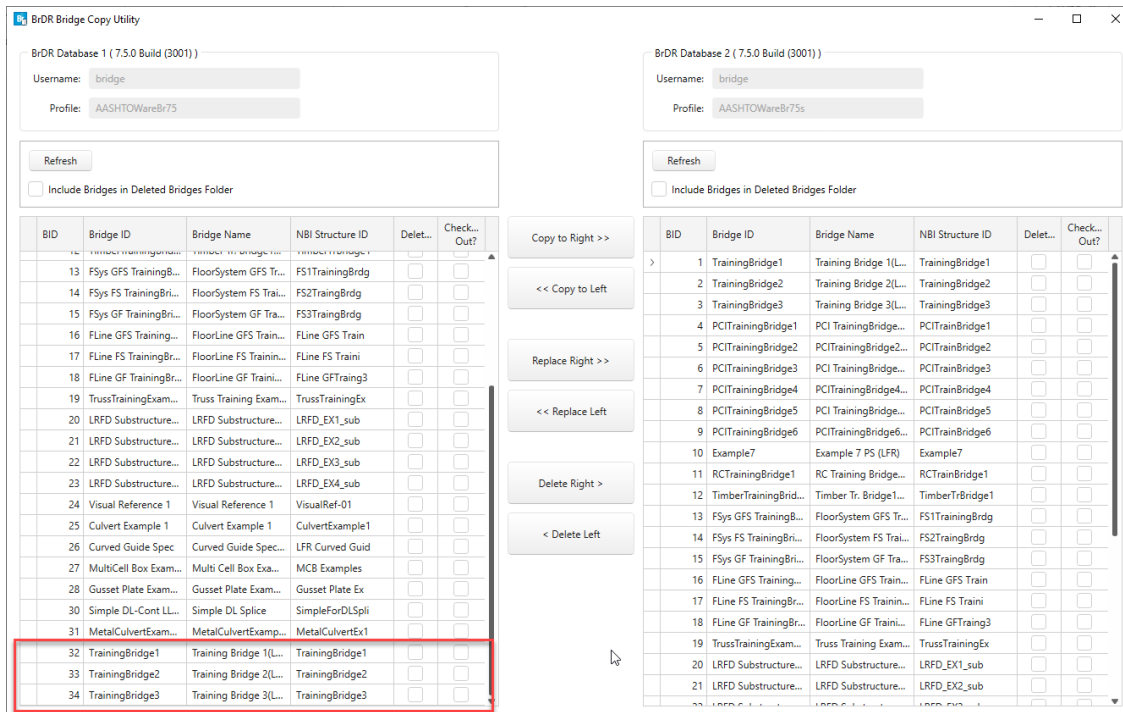 BrDR Bridge Copy Utility
BrDR Database 1 ( 7.5.0 Build (3001) )
Username: bridge
Profile: AASHTOWareBr75
Refresh
Include Bridges in Deleted Bridges Folder
BID Bridge ID Bridge Name NBI Structure ID Delet... Check... Out?
13 FSys GFS TrainingB... FloorSystem GFS Tr... FS1TrainingBrdg
14 FSys FS TrainingBri... FloorSystem FS Trai... FS2TraingBrdg
15 FSys GF TrainingBri... FloorSystem GF Tra... FS3TraingBrdg
16 FLine GFS Training... FloorLine GFS Train... FLine GFS Train
17 FLine FS TrainingBr... FloorLine FS Trainin... FLine FS Traini
18 FLine GF TrainingBr... FloorLine GF Traini... FLine GFTraing3
19 TrussTrainingExam... Truss Training Exam... TrussTrainingEx
20 LRFD Substructure... LRFD Substructure... LRFD_EX1_sub
21 LRFD Substructure... LRFD Substructure... LRFD_EX2_sub
22 LRFD Substructure... LRFD Substructure... LRFD_EX3_sub
23 LRFD Substructure... LRFD Substructure... LRFD_EX4_sub
24 Visual Reference 1 Visual Reference 1 VisualRef-01
25 Culvert Example 1 Culvert Example 1 CulvertExample1
26 Curved Guide Spec Curved Guide Spec... LFR Curved Guid
27 MultiCell Box Exam... Multi Cell Box Exa... MCB Examples
28 Gusset Plate Exam... Gusset Plate Exam... Gusset Plate Ex
30 Simple DL-Cont LL... Simple DL Splice SimpleForDLSpli
31 MetalCulvertExam... MetalCulvertExamp... MetalCulvertEx1
32 TrainingBridge1 Training Bridge 1(L... TrainingBridge1
33 TrainingBridge2 Training Bridge 2(L... TrainingBridge2
34 TrainingBridge3 Training Bridge 3(L... TrainingBridge3
Copy to Right >>
<< Copy to Left
Replace Right >>
<< Replace Left
Delete Right >
< Delete Left
BrDR Database 2 ( 7.5.0 Build (3001) )
Username: bridge
Profile: AASHTOWareBr75s
Refresh
Include Bridges in Deleted Bridges Folder
BID Bridge ID Bridge Name NBI Structure ID Delet... Check... Out?
1 TrainingBridge1 Training Bridge 1(L... TrainingBridge1
2 TrainingBridge2 Training Bridge 2(L... TrainingBridge2
3 TrainingBridge3 Training Bridge 3(L... TrainingBridge3
4 PCITrainingBridge1 PCI TrainingBridge... PCITrainBridge1
5 PCITrainingBridge2 PCITrainingBridge2... PCITrainBridge2
6 PCITrainingBridge3 PCI TrainingBridge... PCITrainBridge3
7 PCITrainingBridge4 PCITrainingBridge4... PCITrainBridge4
8 PCITrainingBridge5 PCI TrainingBridge... PCITrainBridge5
9 PCITrainingBridge6 PCITrainingBridge6... PCITrainBridge6
10 Example7 Example 7 PS (LFR) Example7
11 RCTrainingBridge1 RC Training Bridge... RCTrainBridge1
12 TimberTrainingBrid... Timber Tr. Bridge1... TimberTrBridge1
13 FSys GFS TrainingB... FloorSystem GFS Tr... FS1TrainingBrdg
14 FSys FS TrainingBri... FloorSystem FS Trai... FS2TraingBrdg
15 FSys GF TrainingBri... FloorSystem GF Tra... FS3TraingBrdg
16 FLine GFS Training... FloorLine GFS Train... FLine GFS Train
17 FLine FS TrainingBr... FloorLine FS Trainin... FLine FS Traini
18 FLine GF TrainingBr... FloorLine GF Traini... FLine GFTraing3
19 TrussTrainingExam... Truss Training Exam... TrussTrainingEx
20 LRFD Substructure... LRFD Substructure... LRFD_EX1_sub
21 LRFD Substructure... LRFD Substructure... LRFD_EX2_sub